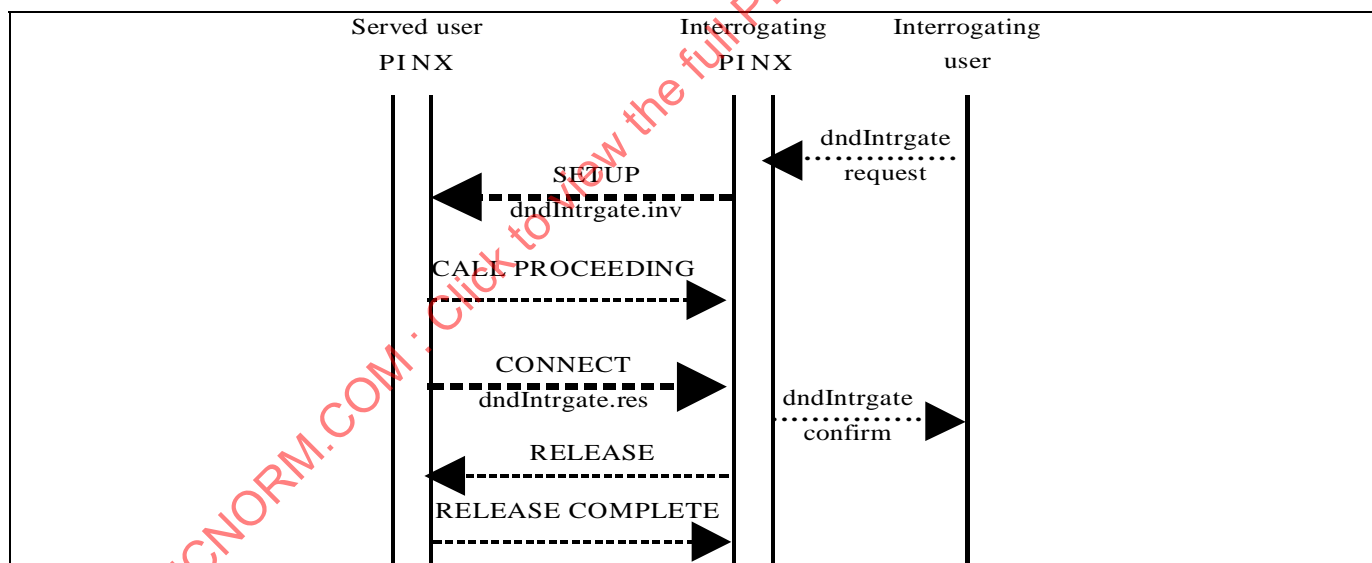 Served user
PINX
Interrogating
PINX
Interrogating
user
dndIntrgate
request
SETUP
dndIntrgate.inv
CALL PROCEEDING
CONNECT
dndIntrgate.res
dndIntrgate
confirm
RELEASE
RELEASE COMPLETE
CNORM.COM : Click to view the full P